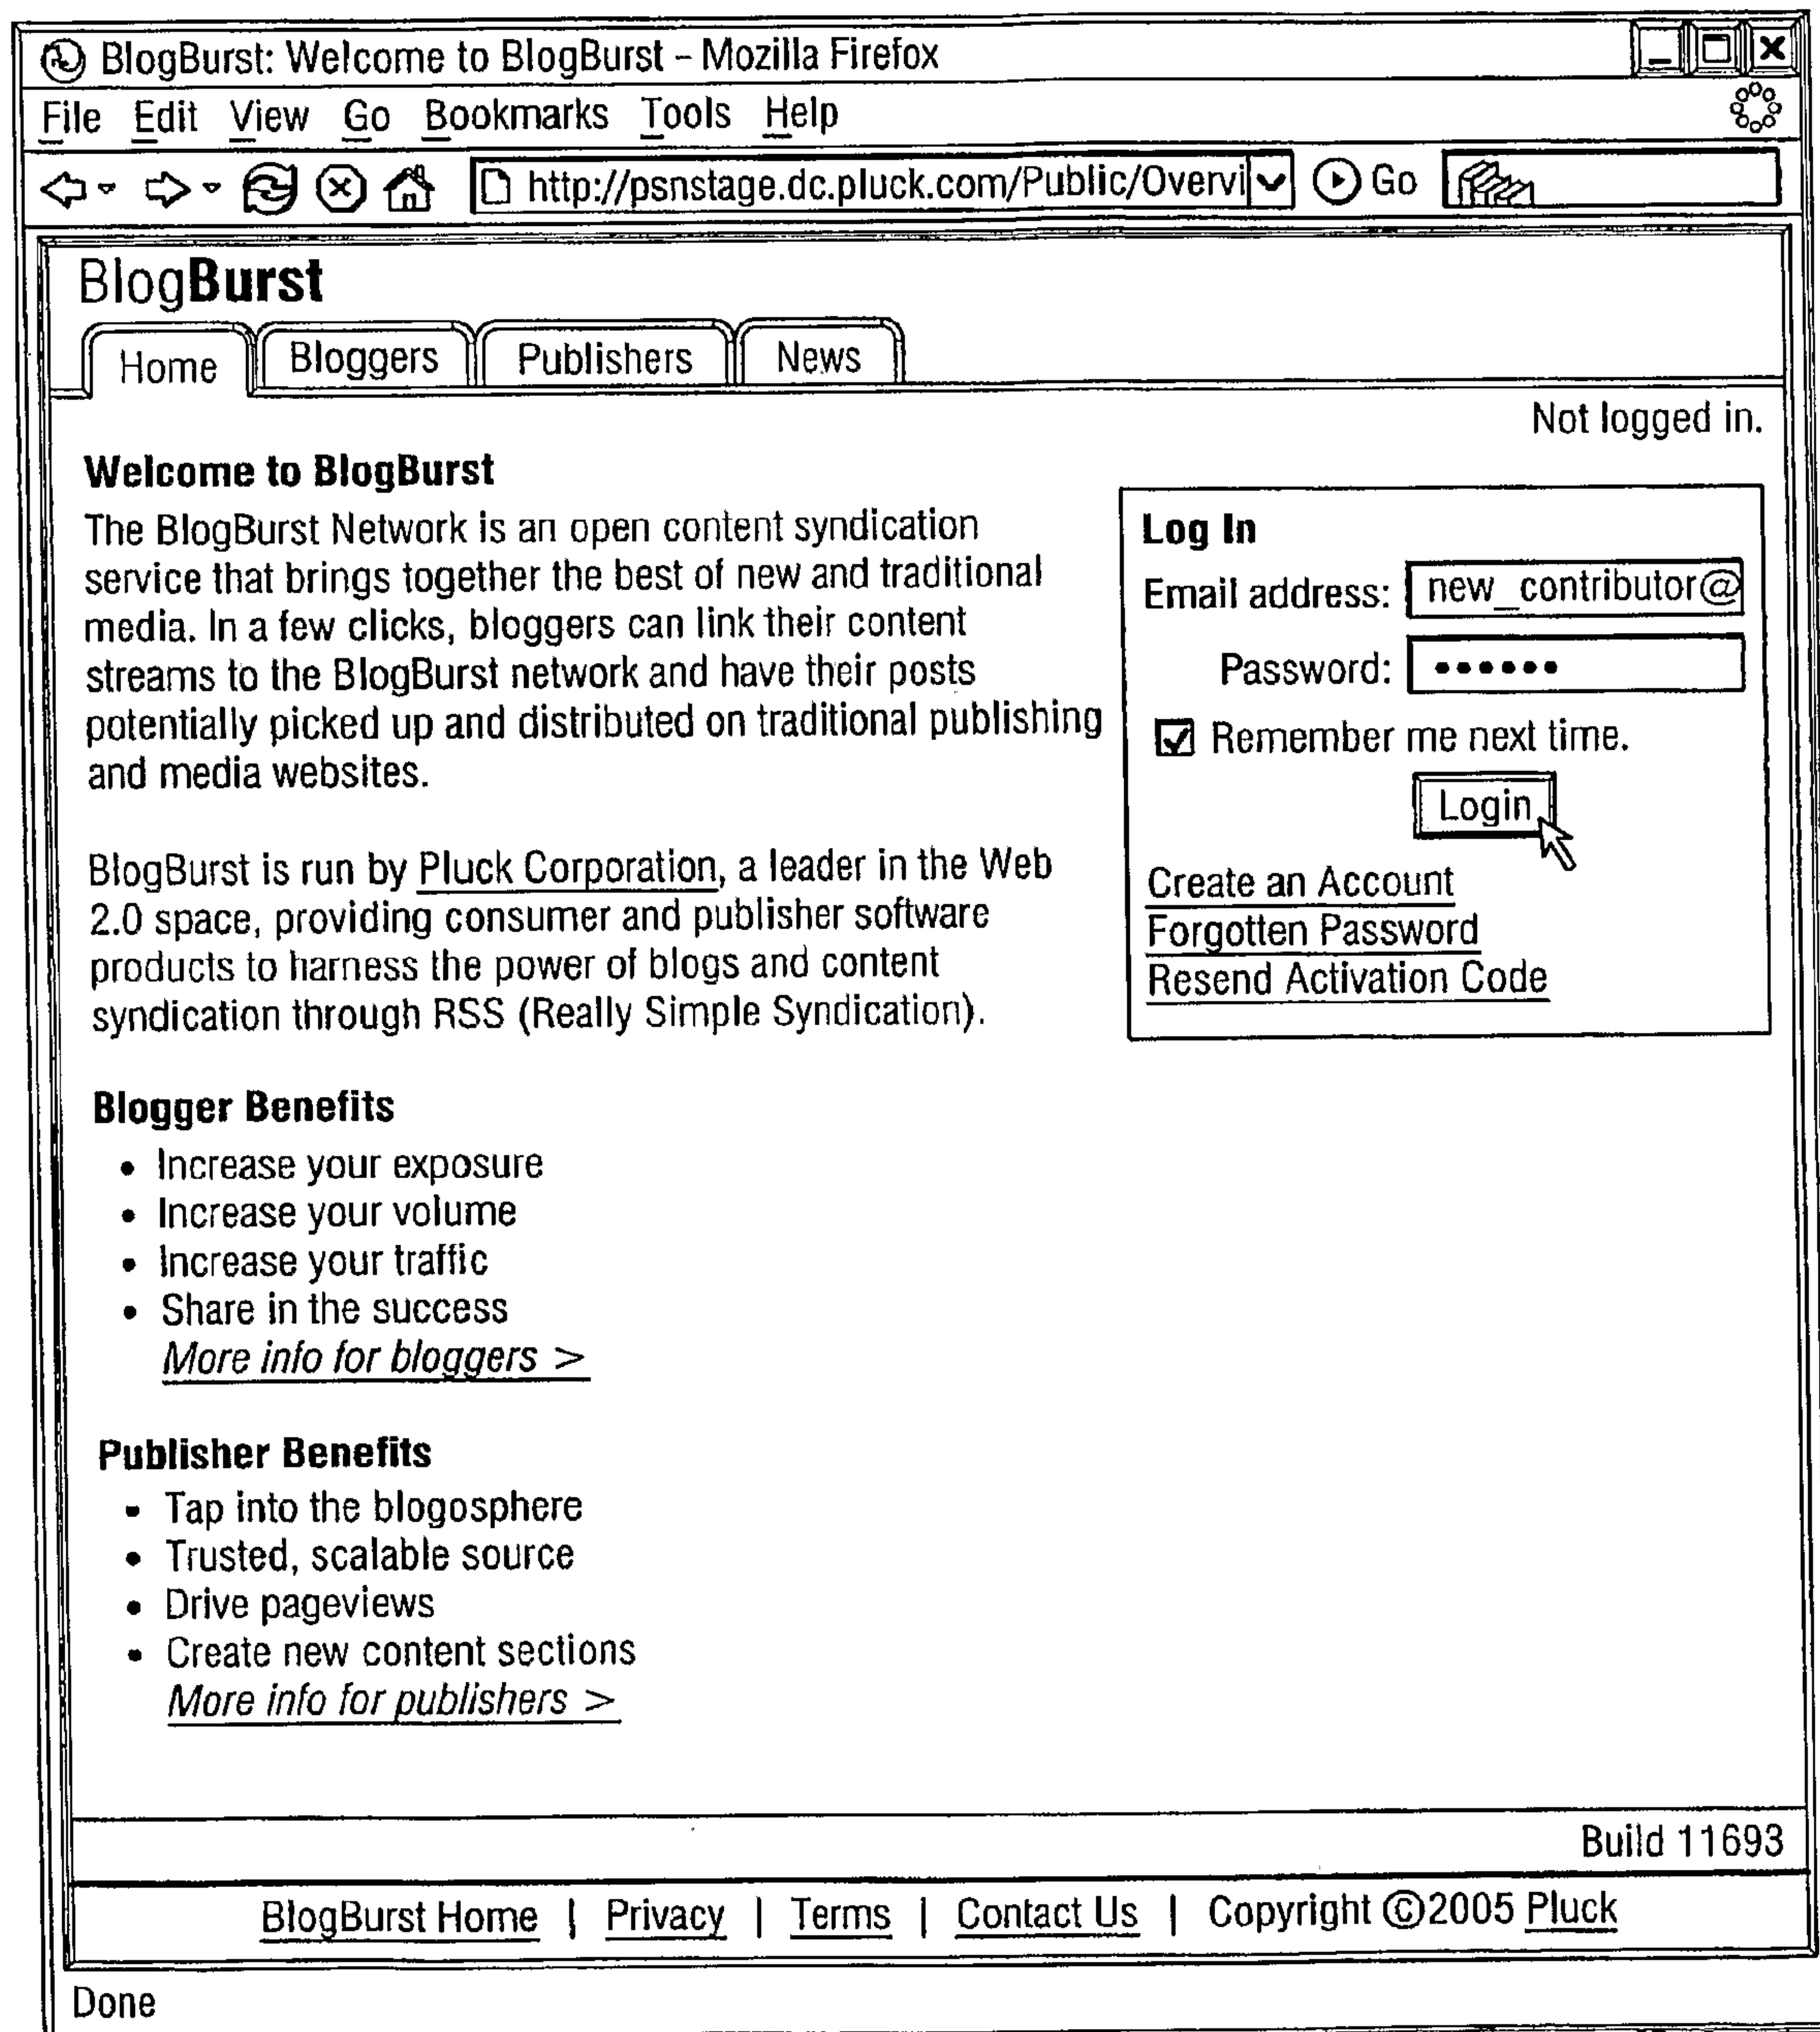 BlogBurst: Welcome to BlogBurst - Mozilla Firefox
File Edit View Go Bookmarks Tools Help
http://psnstage.dc.pluck.com/Public/Overvi Go
BlogBurst
Home Bloggers Publishers News
Not logged in.
Welcome to BlogBurst
The BlogBurst Network is an open content syndication
service that brings together the best of new and traditional
media. In a few clicks, bloggers can link their content
streams to the BlogBurst network and have their posts
potentially picked up and distributed on traditional publishing
and media websites.
BlogBurst is run by Pluck Corporation, a leader in the Web
2.0 space, providing consumer and publisher software
products to harness the power of blogs and content
syndication through RSS (Really Simple Syndication).
Log In
Email address: new_contributor@
Password: ••••••
Remember me next time.
Login
Create an Account
Forgotten Password
Resend Activation Code
Blogger Benefits
• Increase your exposure
• Increase your volume
• Increase your traffic
• Share in the success
More info for bloggers >
Publisher Benefits
• Tap into the blogosphere
• Trusted, scalable source
• Drive pageviews
• Create new content sections
More info for publishers >
Build 11693
BlogBurst Home | Privacy | Terms | Contact Us | Copyright ©2005 Pluck
Done